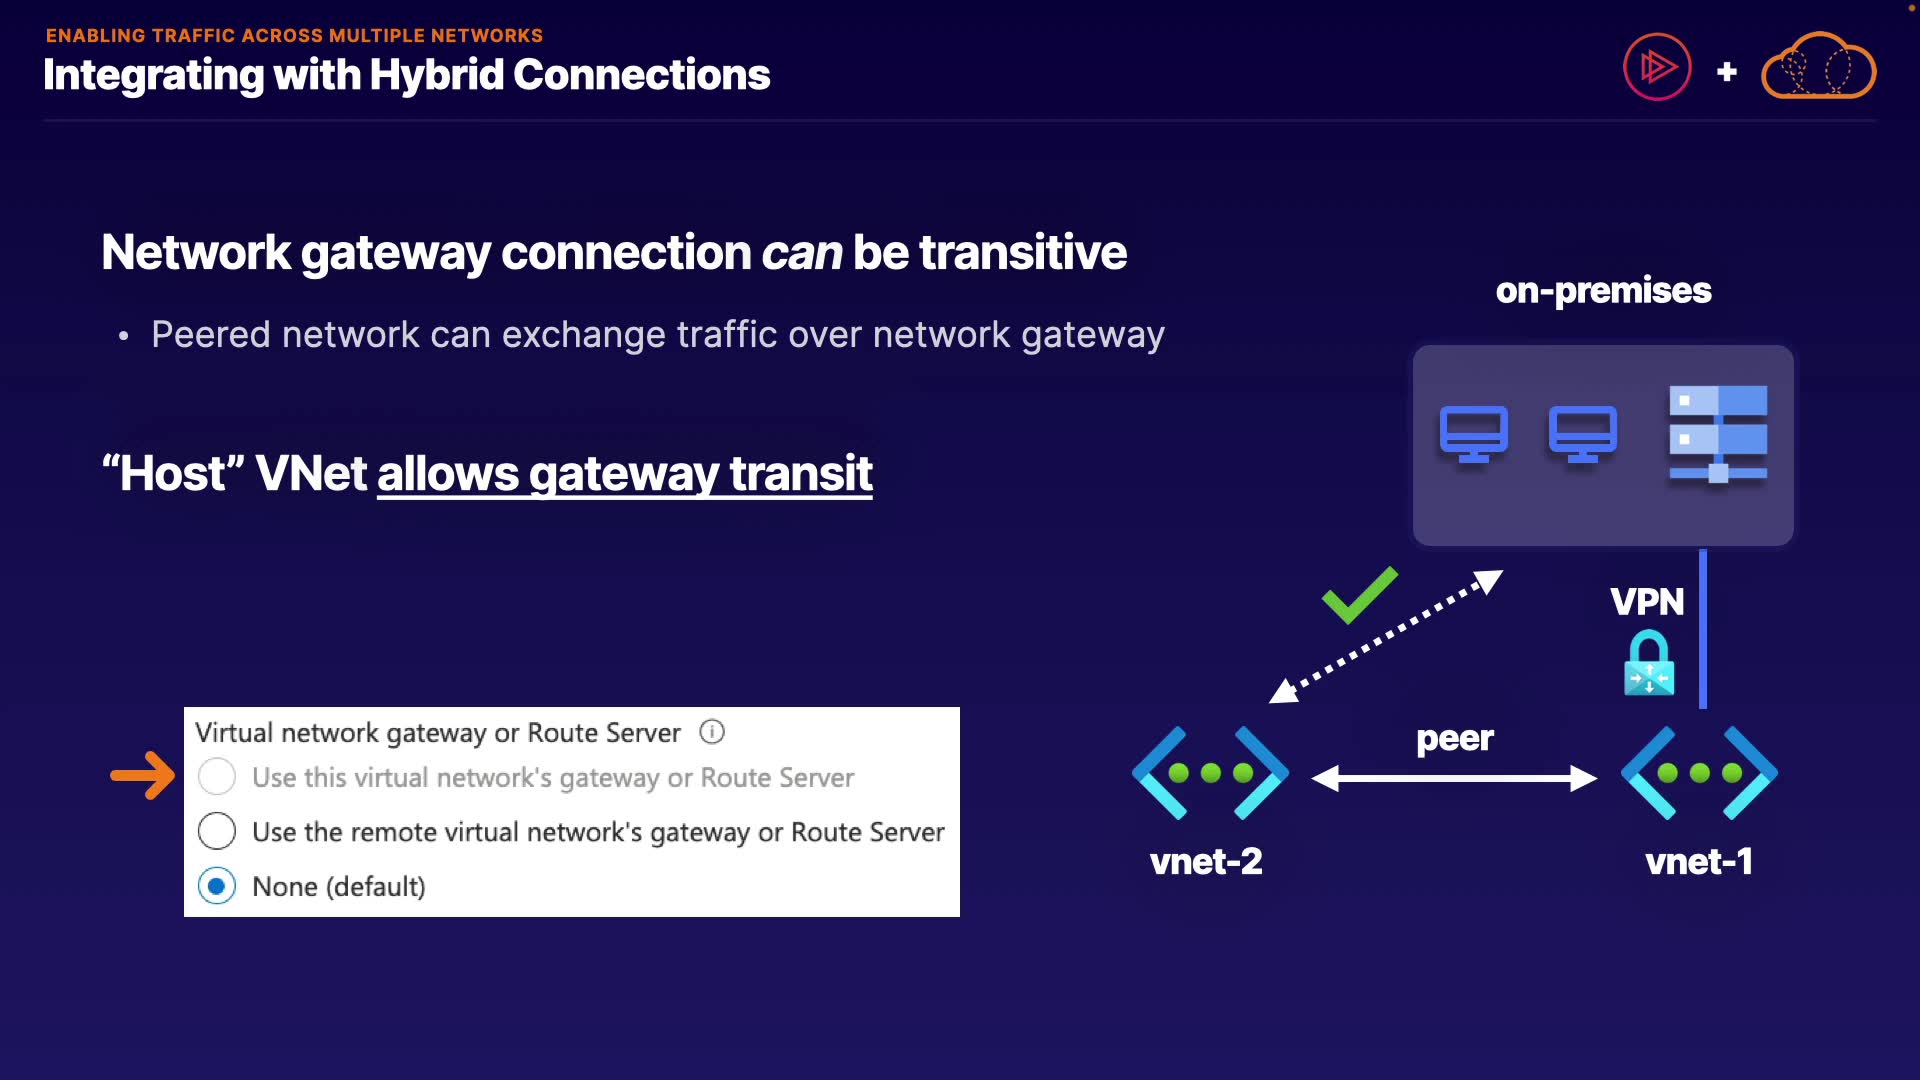 ENABLING TRAFFIC ACROSS MULTIPLE NETWORKS
Integrating with Hybrid Connections
+
Network gateway connection can be transitive
• Peered network can exchange traffic over network gateway
“Host” VNet allows gateway transit
Virtual network gateway or Route Server
Use this virtual network's gateway or Route Server
Use the remote virtual network's gateway or Route Server
None (default)
on-premises
VPN
peer
vnet-2
vnet-1